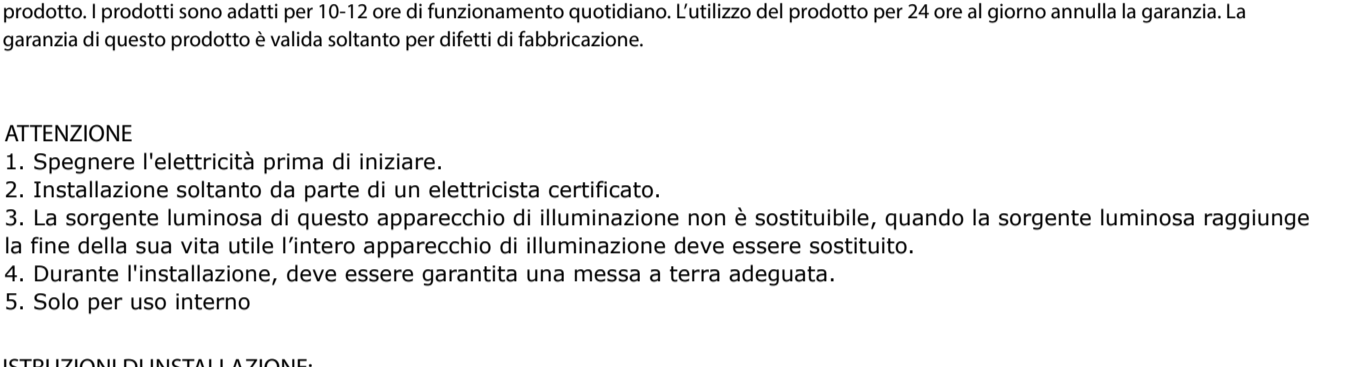 prodotto. I prodotti sono adatti per 10-12 ore di funzionamento quotidiano. L’utilizzo del prodotto per 24 ore al giorno annulla la garanzia. La
garanzia di questo prodotto è valida soltanto per difetti di fabbricazione.
ATTENZIONE
1. Spegnere l'elettricità prima di iniziare.
2. Installazione soltanto da parte di un elettricista certificato.
3. La sorgente luminosa di questo apparecchio di illuminazione non è sostituibile, quando la sorgente luminosa raggiunge
la fine della sua vita utile l’intero apparecchio di illuminazione deve essere sostituito.
4. Durante l'installazione, deve essere garantita una messa a terra adeguata.
5. Solo per uso interno
ISTRUZIONI DI INSTALLAZIONE: